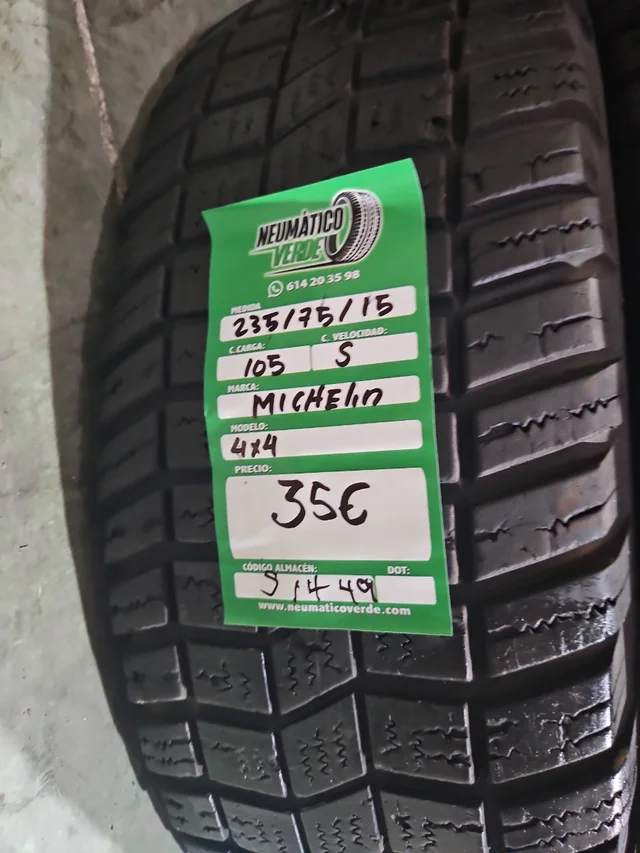 NEUMÁTICO
VERDE
614 20 35 98
MEDIDA
235/75/15
C.CARGA: C. VELOCIDAD:
105 S
MARCA:
MICHElin
MODELO:
4x4
PRECIO:
35€
CÓDIGO ALMACÉN: DOT:
www.neumaticoverde.com